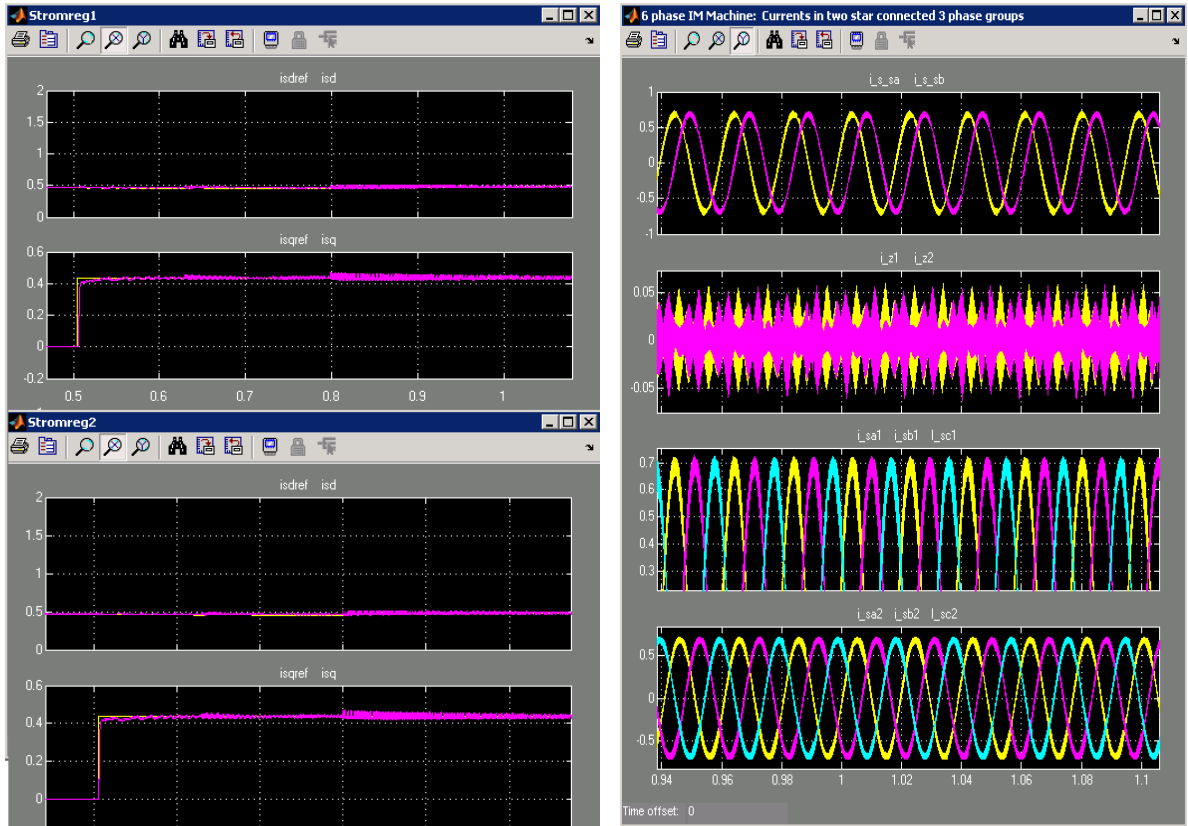 Stromreg1
isdref isd
2
1.5
1
0.5
0
isqref isq
0.6
0.4
0.2
0
-0.2
0.5 0.6 0.7 0.8 0.9 1
Stromreg2
isdref isd
2
1.5
1
0.5
0
isqref isq
0.6
0.4
0.2
0
6 phase IM Machine: Currents in two star connected 3 phase groups
i_s_sa i_s_sb
1
0.5
0
-0.5
-1
i_z1 i_z2
0.05
0
-0.05
i_sa1 i_sb1 I_sc1
0.7
0.6
0.5
0.4
0.3
i_sa2 i_sb2 I_sc2
0.5
0
-0.5
0.94 0.96 0.98 1 1.02 1.04 1.06 1.08 1.1
Time offset: 0